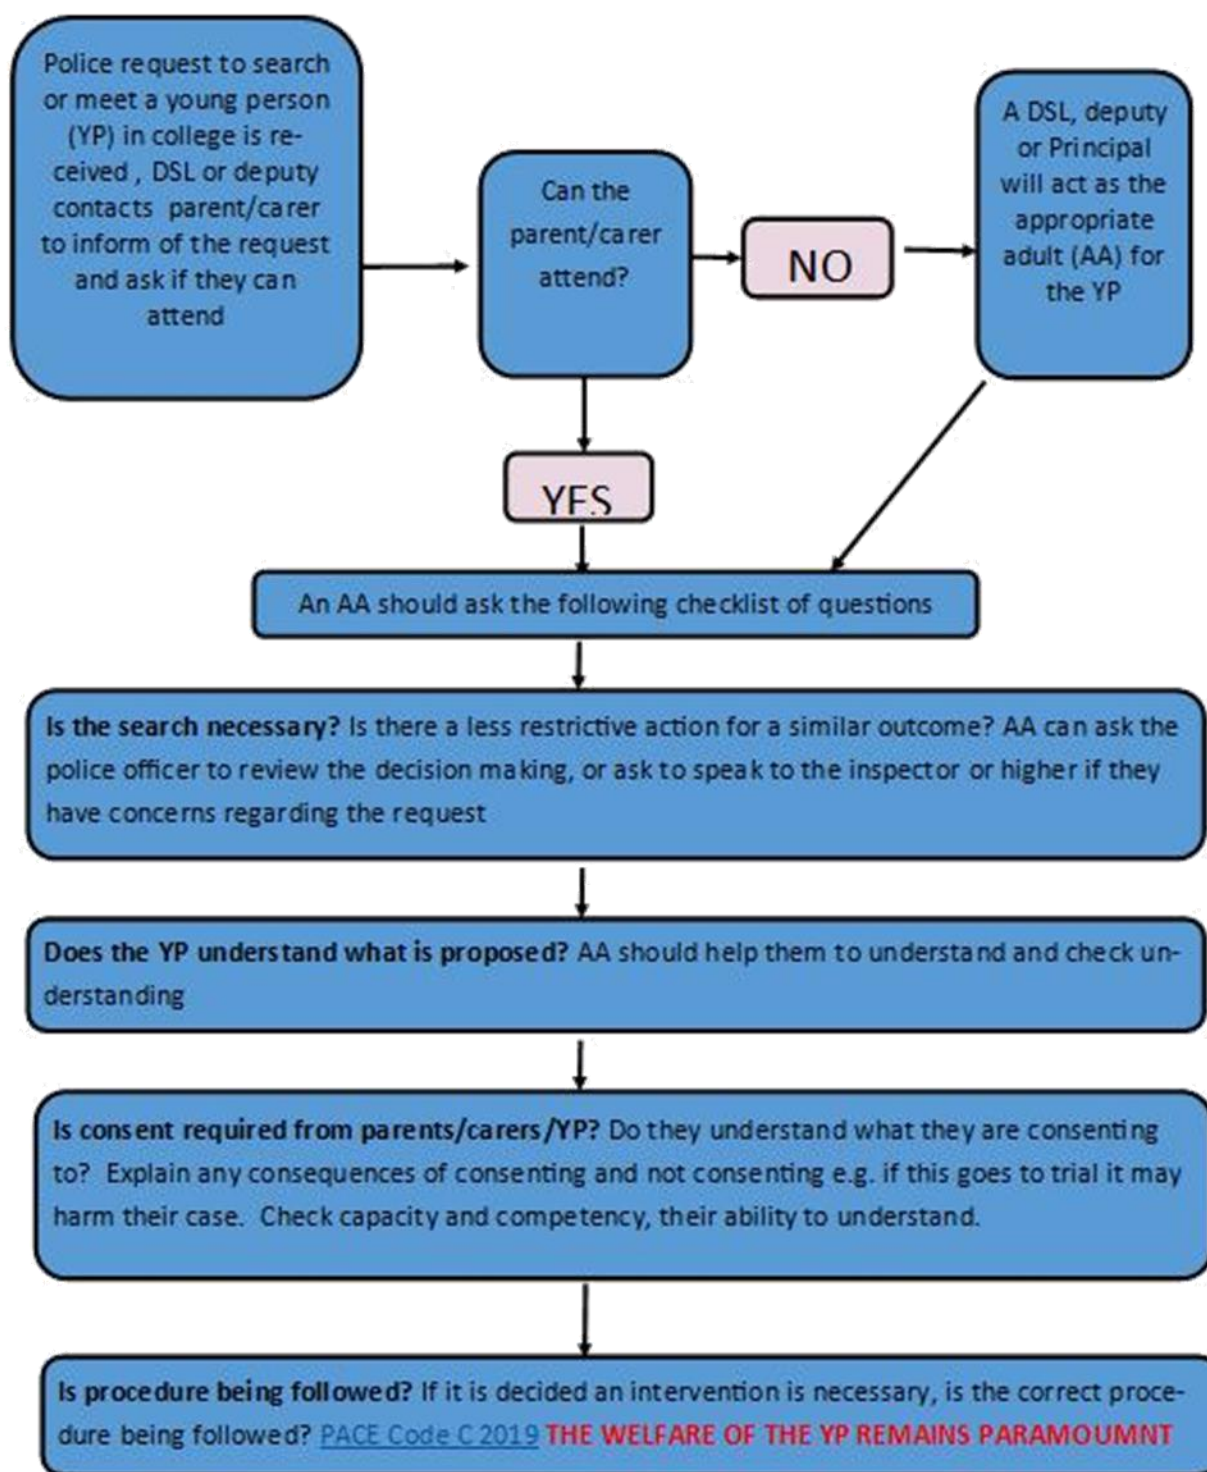 Police request to search
or meet a young person
(YP) in college is re-
ceived , DSL or deputy
contacts parent/carer
to inform of the request
and ask if they can
attend
Can the
parent/carer
attend?
NO
A DSL, deputy
or Principal
will act as the
appropriate
adult (AA) for
the YP
YES
An AA should ask the following checklist of questions
Is the search necessary? Is there a less restrictive action for a similar outcome? AA can ask the
police officer to review the decision making, or ask to speak to the inspector or higher if they
have concerns regarding the request
Does the YP understand what is proposed? AA should help them to understand and check un-
derstanding
Is consent required from parents/carers/YP? Do they understand what they are consenting
to? Explain any consequences of consenting and not consenting e.g. if this goes to trial it may
harm their case. Check capacity and competency, their ability to understand.
Is procedure being followed? If it is decided an intervention is necessary, is the correct proce-
dure being followed? PACE Code C 2019 THE WELFARE OF THE YP REMAINS PARAMOUMNT